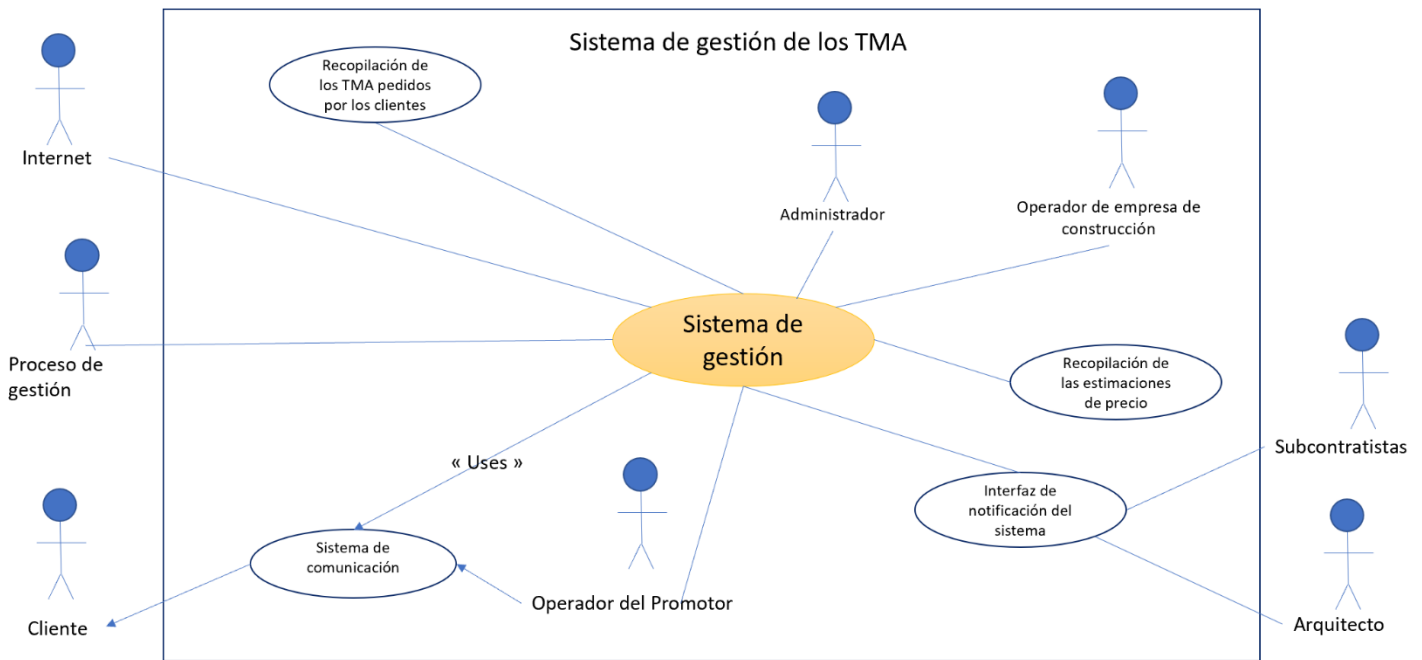 Sistema de gestión de los TMA
Recopilación de
los TMA pedidos
por los clientes
Internet
Administrador
Operador de empresa de
construcción
Proceso de
gestión
Sistema de
gestión
Recopilación de
las estimaciones
de precio
Subcontratistas
« Uses »
Interfaz de
notificación del
sistema
Sistema de
comunicación
Operador del Promotor
Cliente
Arquitecto